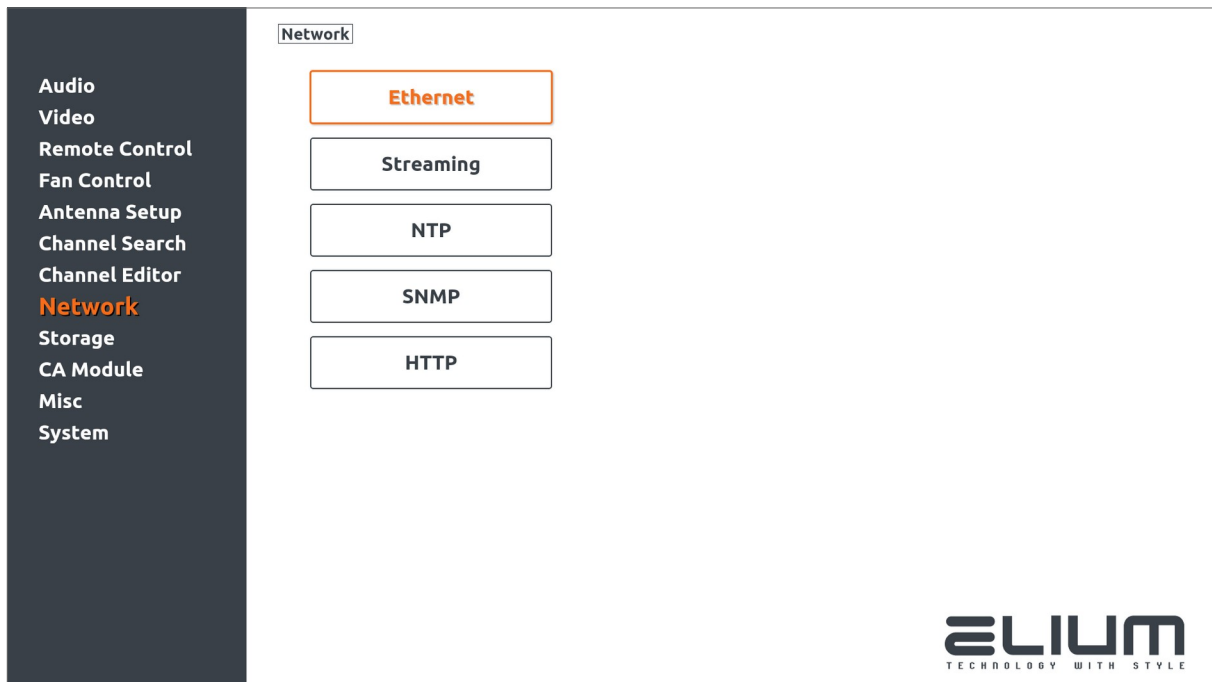 Network
Audio
Video
Remote Control
Fan Control
Antenna Setup
Channel Search
Channel Editor
Network
Storage
CA Module
Misc
System
Ethernet
Streaming
NTP
SNMP
HTTP
ELIUM
TECHNOLOGY WITH STYLE